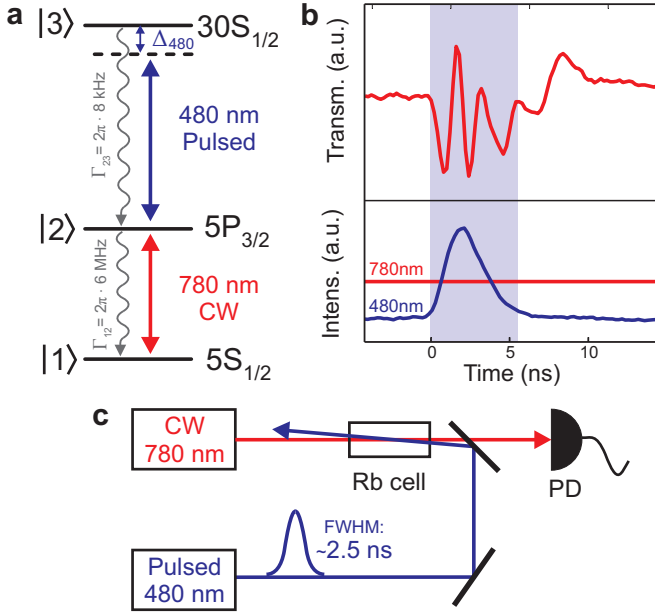 a
|3⟩
30S1/2
Δ480
480 nm
Pulsed
Γ23 = 2π · 8 kHz
|2⟩
5P3/2
780 nm
CW
Γ12 = 2π · 6 MHz
|1⟩
5S1/2
b
Transm. (a.u.)
Intens. (a.u.)
780nm
480nm
0
5
10
Time (ns)
c
CW
780 nm
Rb cell
PD
FWHM:
~2.5 ns
Pulsed
480 nm